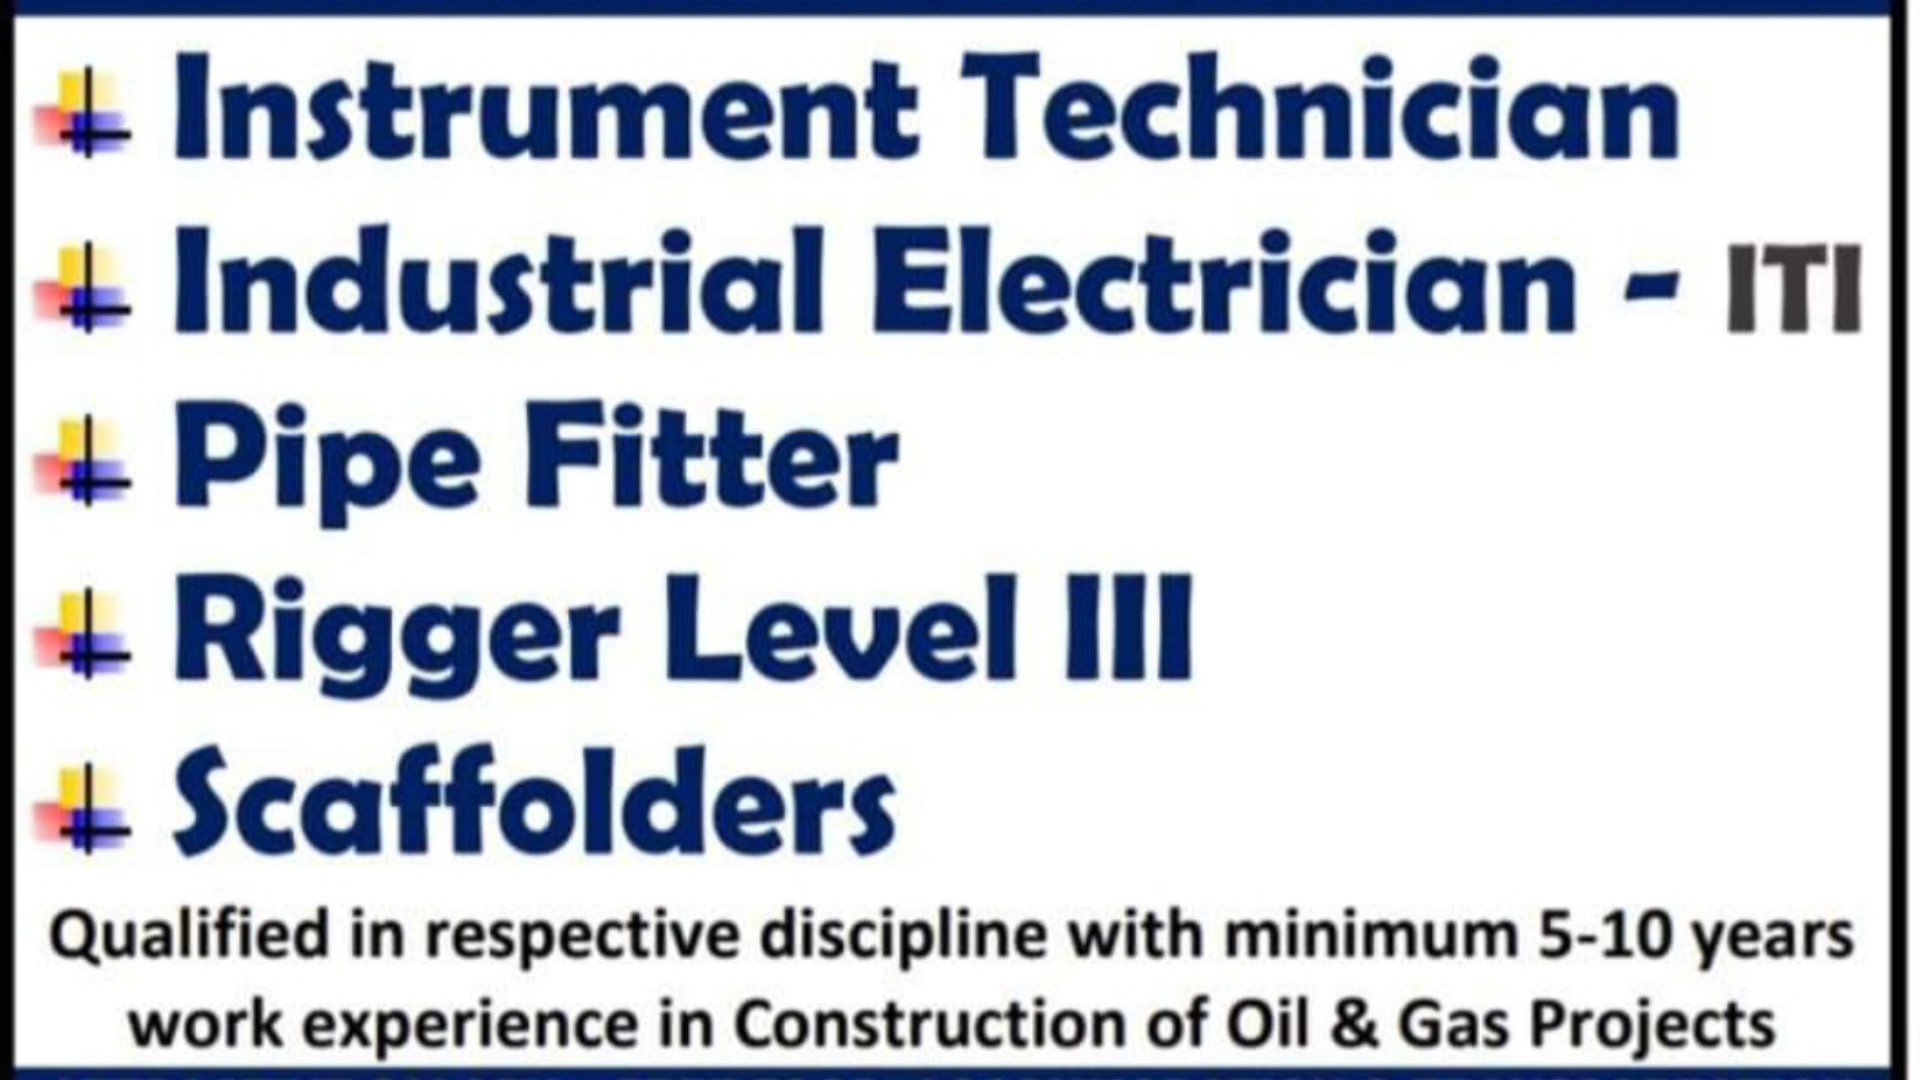 Instrument Technician
Industrial Electrician - ITI
Pipe Fitter
Rigger Level III
Scaffolders
Qualified in respective discipline with minimum 5-10 years
work experience in Construction of Oil & Gas Projects